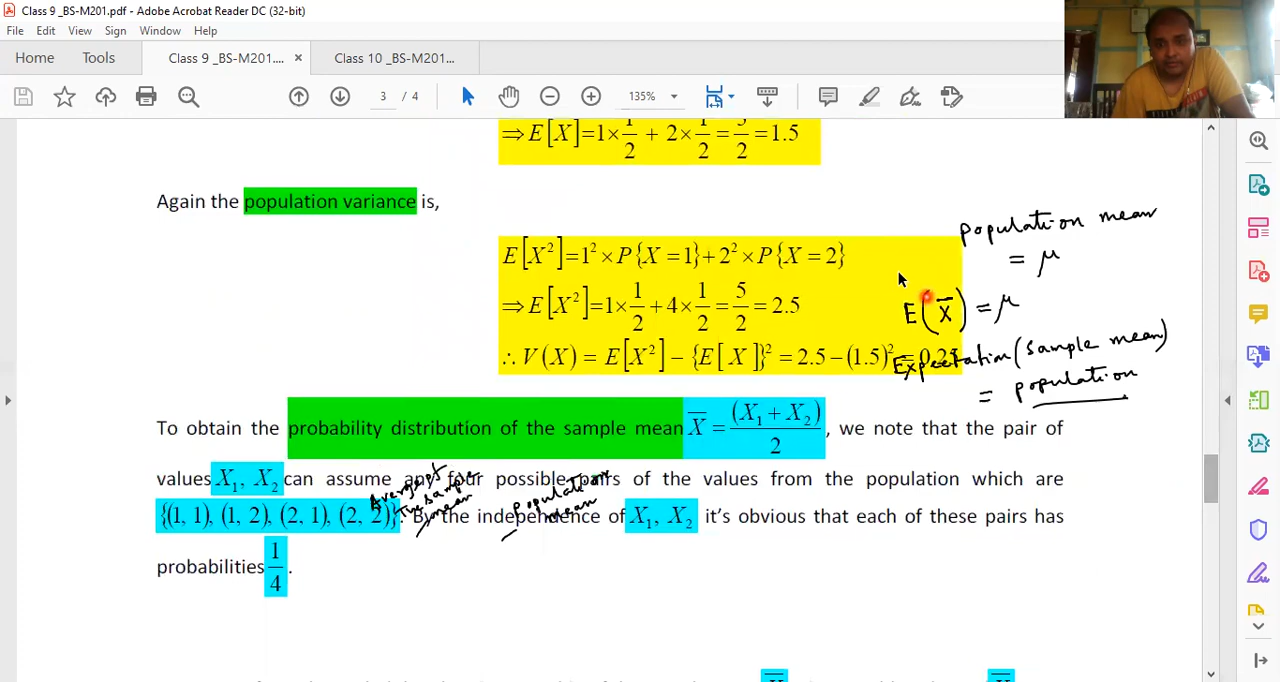 Class 9 _BS-M201.pdf - Adobe Acrobat Reader DC (32-bit)
File Edit View Sign Window Help
Home Tools Class 9 _BS-M201.... × Class 10 _BS-M201...
3 / 4 135%
⇒ E[X]=1×1/2 + 2×1/2=3/2=1.5
Again the population variance is,
population mean
= μ
E[X²]=1²×P{X=1}+2²×P{X=2}
⇒ E[X²]=1×1/2+4×1/2=5/2=2.5
E(X̄) = μ
∴ V(X) = E[X²]−{E[X]}²=2.5−(1.5)²=0.25
Expectation (sample mean)
= population
To obtain the probability distribution of the sample mean X̄ = (X₁+X₂)/2, we note that the pair of
values X₁, X₂ can assume any four possible pairs of the values from the population which are
Average of
the sample
mean
population
mean
{(1, 1), (1, 2), (2, 1), (2, 2)}. By the independence of X₁, X₂ it's obvious that each of these pairs has
probabilities 1/4.